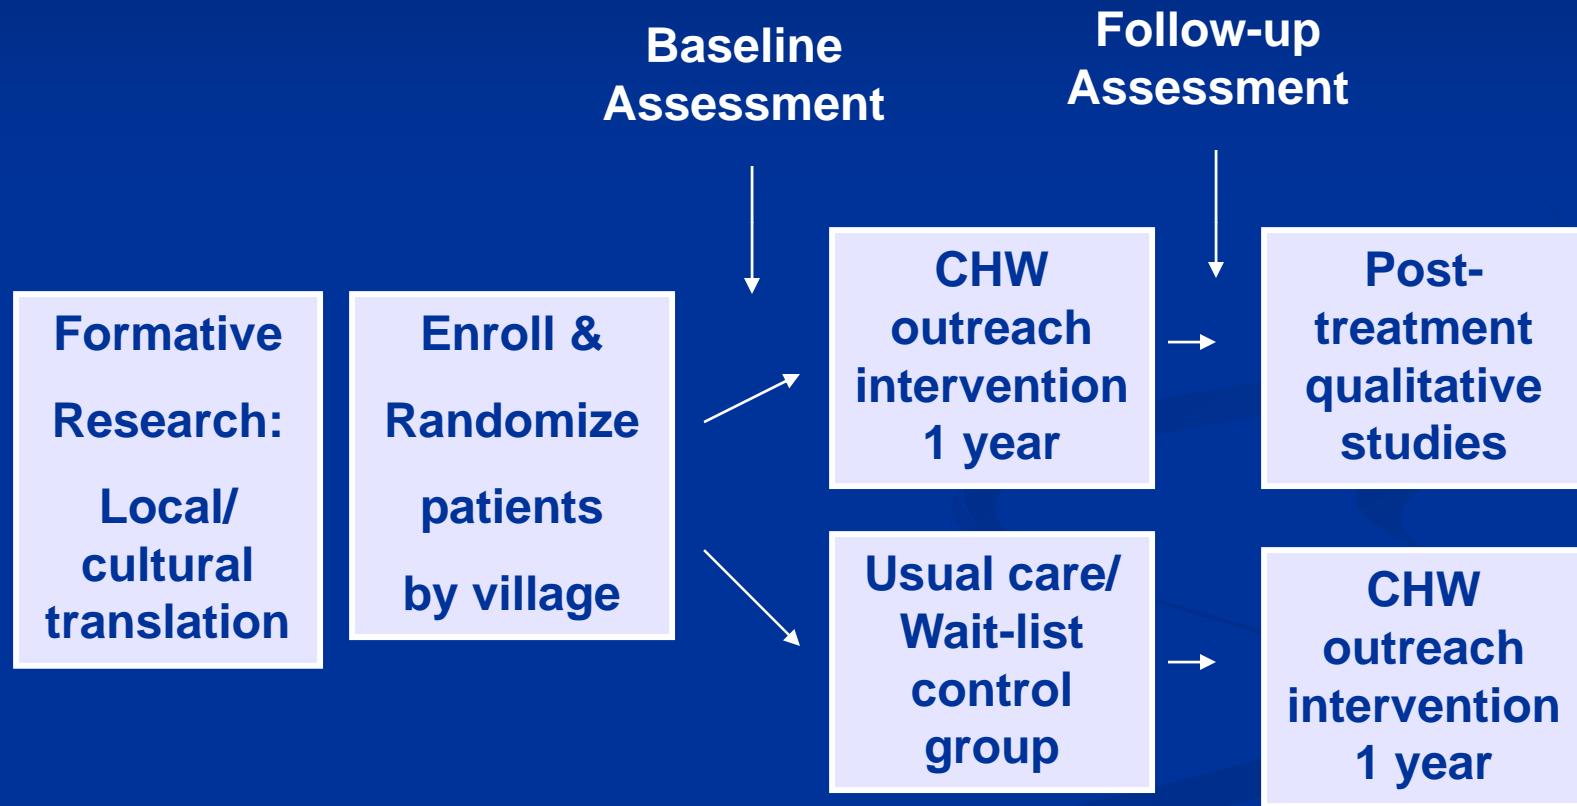 Baseline
Assessment
Follow-up
Assessment
Formative
Research:
Local/
cultural
translation
Enroll &
Randomize
patients
by village
CHW
outreach
intervention
1 year
Post-
treatment
qualitative
studies
Usual care/
Wait-list
control
group
CHW
outreach
intervention
1 year